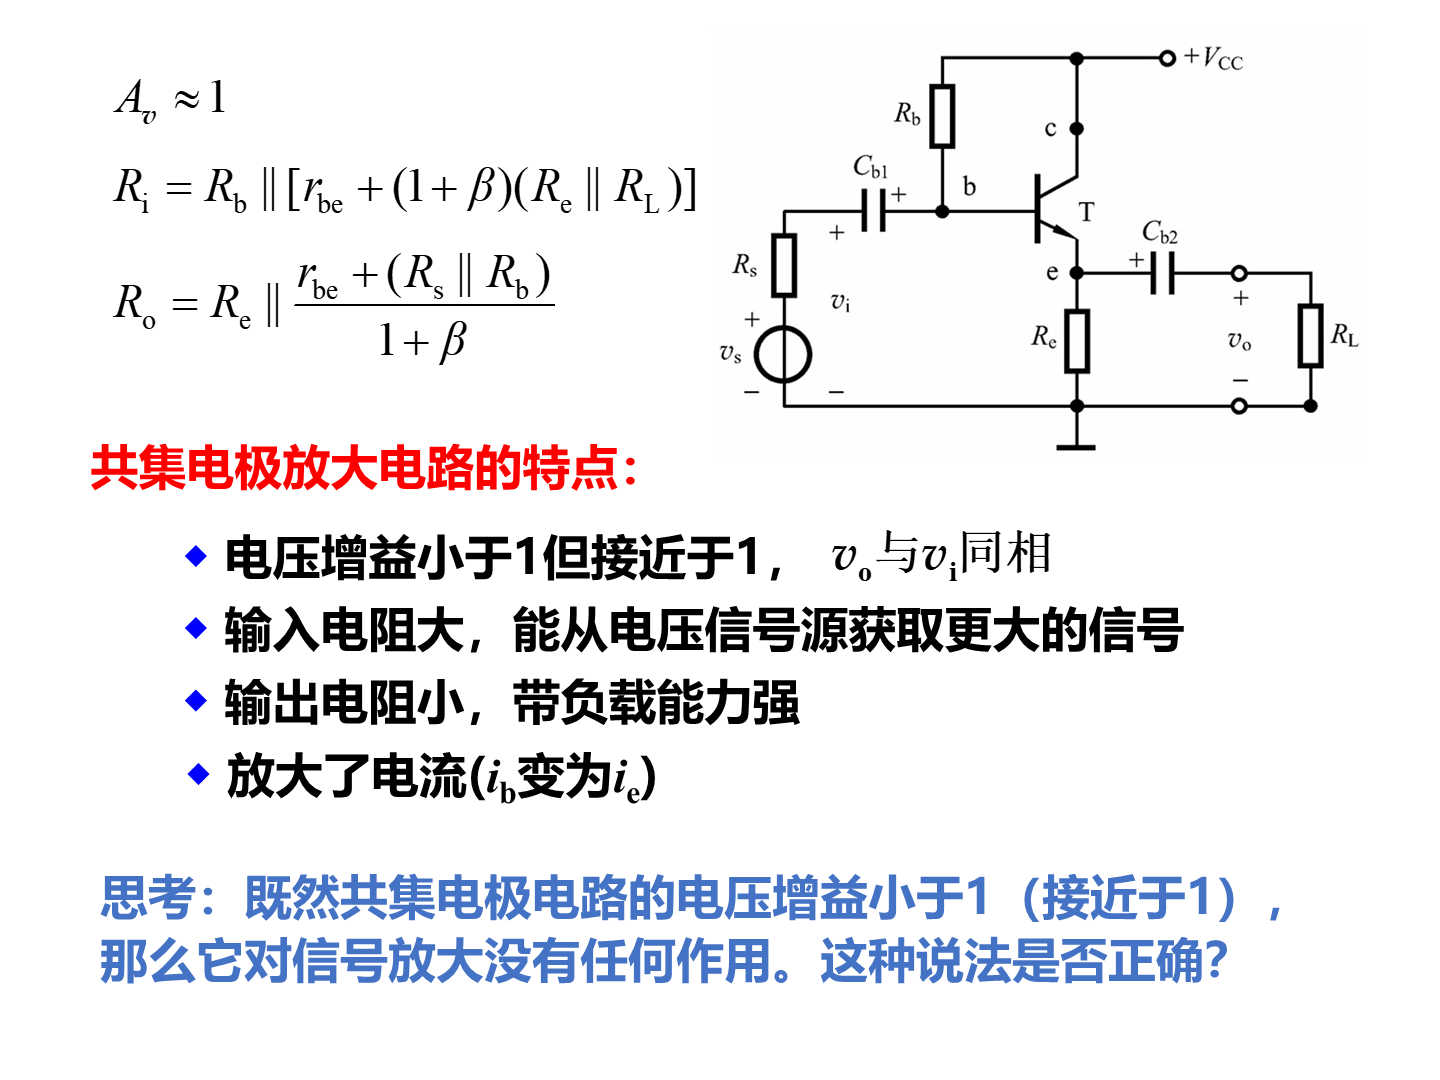 A_v ≈ 1
R_i = R_b || [r_be + (1 + β)(R_e || R_L)]
R_o = R_e || (r_be + (R_s || R_b)) / (1 + β)
+V_CC
R_b
c
C_b1
+
b
T
C_b2
+
R_s
+
e
+
v_i
R_e
v_o
R_L
+
v_s
−
−
−
共集电极放大电路的特点：
◆ 电压增益小于1但接近于1， v_o与v_i同相
◆ 输入电阻大，能从电压信号源获取更大的信号
◆ 输出电阻小，带负载能力强
◆ 放大了电流(i_b变为i_e)
思考：既然共集电极电路的电压增益小于1（接近于1），
那么它对信号放大没有任何作用。这种说法是否正确？